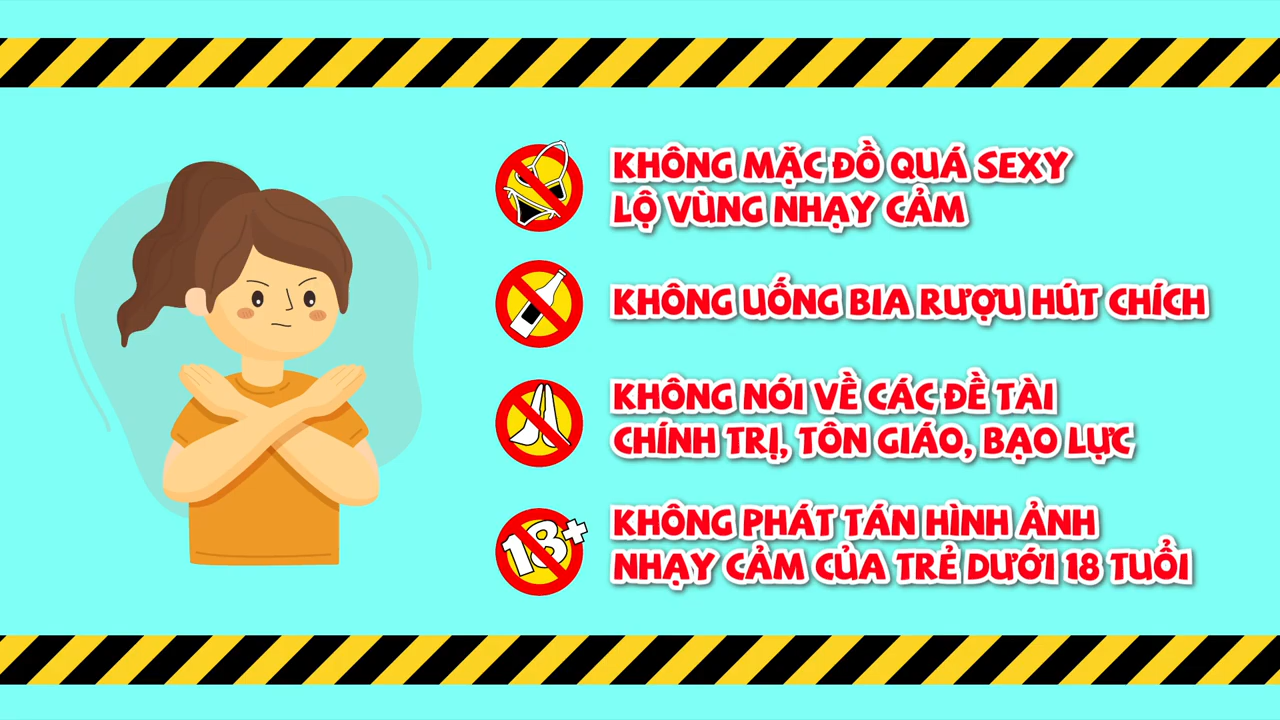 KHÔNG MẶC ĐỒ QUÁ SEXY
LỘ VÙNG NHẠY CẢM
KHÔNG UỐNG BIA RƯỢU HÚT CHÍCH
KHÔNG NÓI VỀ CÁC ĐỀ TÀI
CHÍNH TRỊ, TÔN GIÁO, BẠO LỰC
18+
KHÔNG PHÁT TÁN HÌNH ẢNH
NHẠY CẢM CỦA TRẺ DƯỚI 18 TUỔI